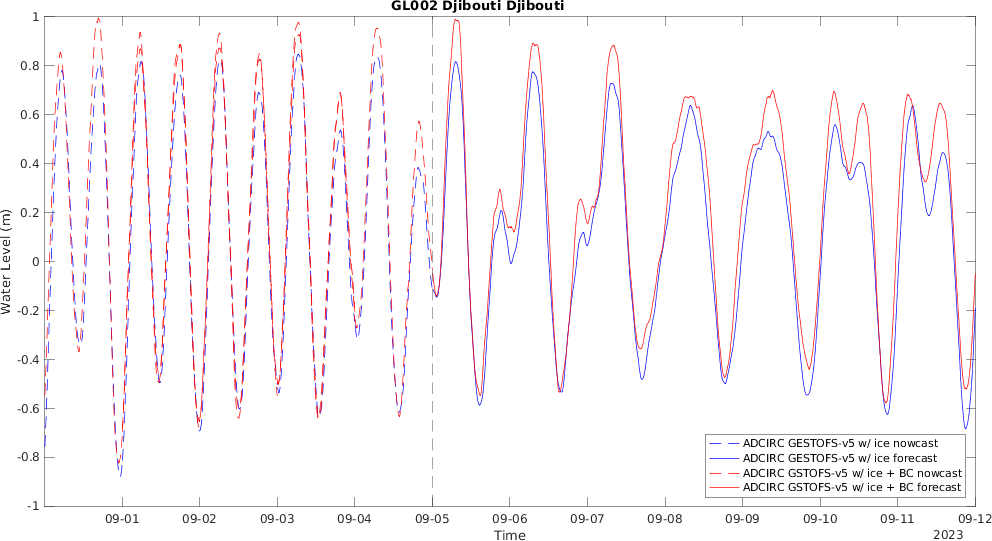 GL002 Djibouti Djibouti
1
0.8
0.6
0.4
0.2
0
-0.2
-0.4
-0.6
-0.8
-1
Water Level (m)
ADCIRC GESTOFS-v5 w/ ice nowcast
ADCIRC GESTOFS-v5 w/ ice forecast
ADCIRC GSTOFS-v5 w/ ice + BC nowcast
ADCIRC GSTOFS-v5 w/ ice + BC forecast
09-01 09-02 09-03 09-04 09-05 09-06 09-07 09-08 09-09 09-10 09-11 09-12
Time
2023